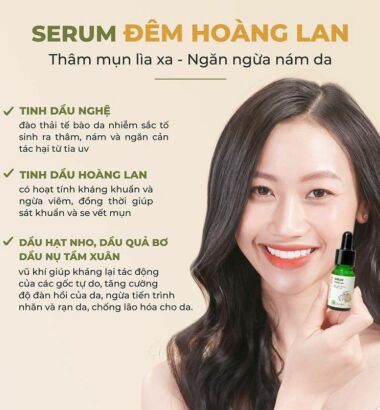 SERUM ĐÊM HOÀNG LAN
Thâm mụn lìa xa - Ngăn ngừa nám da
TINH DẦU NGHỆ
đào thải tế bào da nhiễm sắc tố
sinh ra thâm, nám và ngăn cản
tác hại từ tia uv
TINH DẦU HOÀNG LAN
có hoạt tính kháng khuẩn và
ngừa viêm, đồng thời giúp
sát khuẩn và se vết mụn
DẦU HẠT NHO, DẦU QUẢ BƠ
DẦU NỤ TẦM XUÂN
vũ khí giúp kháng lại tác động
của các gốc tự do, tăng cường
độ đàn hồi của da, ngừa tiến trình
nhăn và rạn da, chống lão hóa cho da.
SERUM